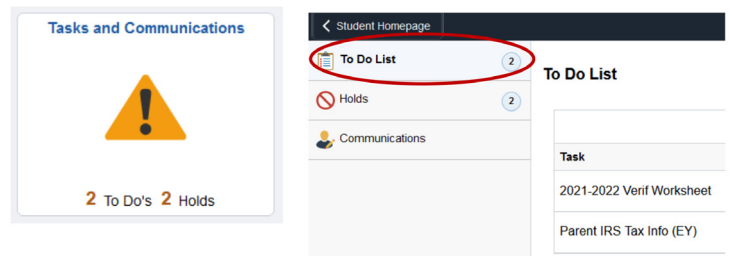 Tasks and Communications
2 To Do's 2 Holds
Student Homepage
To Do List 2
Holds 2
Communications
To Do List
Task
2021-2022 Verif Worksheet
Parent IRS Tax Info (EY)